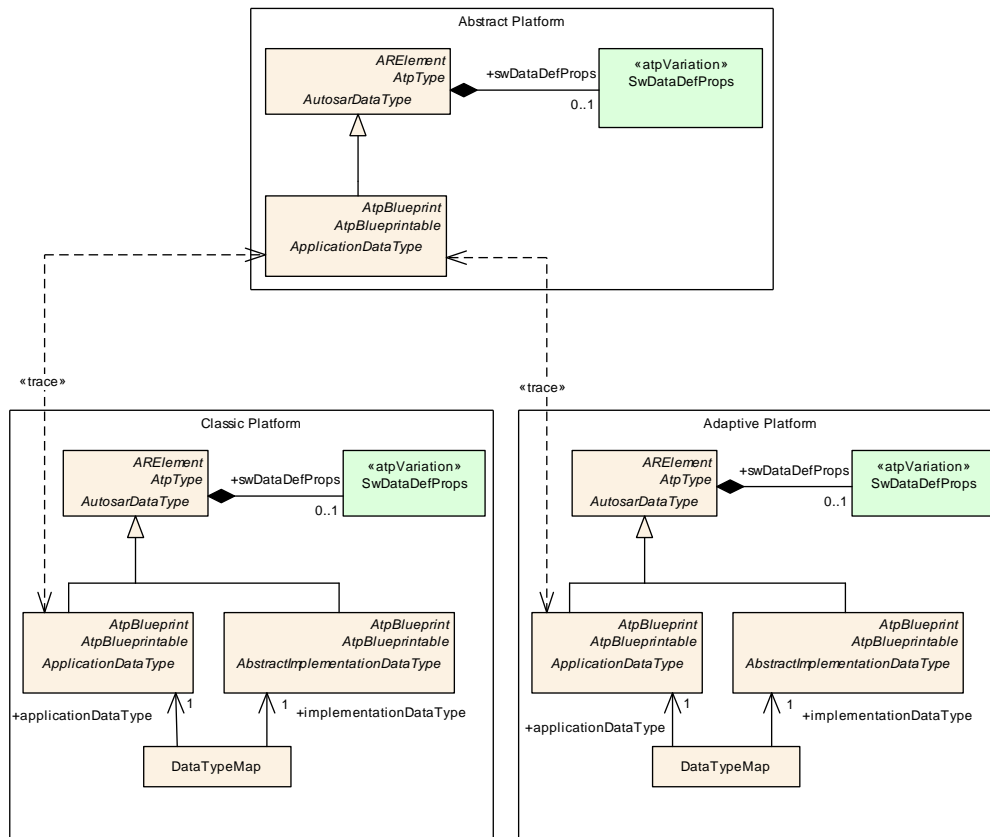 Abstract Platform
ARElement
AtpType
AutosarDataType
+swDataDefProps
0..1
«atpVariation»
SwDataDefProps
AtpBlueprint
AtpBlueprintable
ApplicationDataType
«trace»
«trace»
Classic Platform
ARElement
AtpType
AutosarDataType
+swDataDefProps
0..1
«atpVariation»
SwDataDefProps
AtpBlueprint
AtpBlueprintable
ApplicationDataType
AtpBlueprint
AtpBlueprintable
AbstractImplementationDataType
+applicationDataType
1
1
+implementationDataType
DataTypeMap
Adaptive Platform
ARElement
AtpType
AutosarDataType
+swDataDefProps
0..1
«atpVariation»
SwDataDefProps
AtpBlueprint
AtpBlueprintable
ApplicationDataType
AtpBlueprint
AtpBlueprintable
AbstractImplementationDataType
+applicationDataType
1
1
+implementationDataType
DataTypeMap